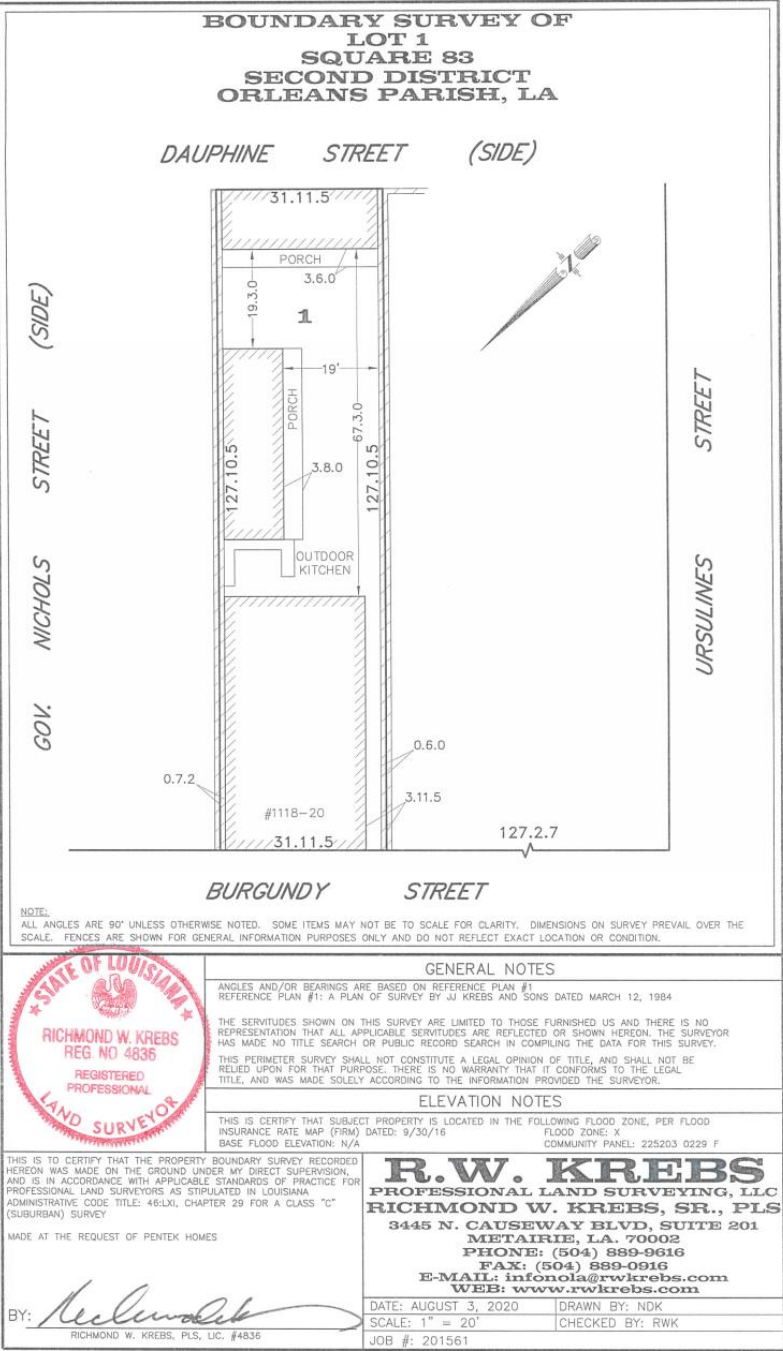 BOUNDARY SURVEY OF
LOT 1
SQUARE 83
SECOND DISTRICT
ORLEANS PARISH, LA
DAUPHINE STREET (SIDE)
31.11.5
PORCH
3.6.0
19.3.0
1
GOV. NICHOLS STREET (SIDE)
19'
PORCH
67.3.0
127.10.5
127.10.5
3.8.0
OUTDOOR
KITCHEN
URSULINES STREET
0.6.0
0.7.2
3.11.5
#1118-20
31.11.5
127.2.7
BURGUNDY STREET
NOTE:
ALL ANGLES ARE 90° UNLESS OTHERWISE NOTED. SOME ITEMS MAY NOT BE TO SCALE FOR CLARITY. DIMENSIONS ON SURVEY PREVAIL OVER THE
SCALE. FENCES ARE SHOWN FOR GENERAL INFORMATION PURPOSES ONLY AND DO NOT REFLECT EXACT LOCATION OR CONDITION.
STATE OF LOUISIANA
RICHMOND W. KREBS
REG. NO 4836
REGISTERED
PROFESSIONAL
LAND SURVEYOR
GENERAL NOTES
ANGLES AND/OR BEARINGS ARE BASED ON REFERENCE PLAN #1
REFERENCE PLAN #1: A PLAN OF SURVEY BY JJ KREBS AND SONS DATED MARCH 12, 1984
THE SERVITUDES SHOWN ON THIS SURVEY ARE LIMITED TO THOSE FURNISHED US AND THERE IS NO
REPRESENTATION THAT ALL APPLICABLE SERVITUDES ARE REFLECTED OR SHOWN HEREON. THE SURVEYOR
HAS MADE NO TITLE SEARCH OR PUBLIC RECORD SEARCH IN COMPILING THE DATA FOR THIS SURVEY.
THIS PERIMETER SURVEY SHALL NOT CONSTITUTE A LEGAL OPINION OF TITLE, AND SHALL NOT BE
RELIED UPON FOR THAT PURPOSE. THERE IS NO WARRANTY THAT IT CONFORMS TO THE LEGAL
TITLE, AND WAS MADE SOLELY ACCORDING TO THE INFORMATION PROVIDED THE SURVEYOR.
ELEVATION NOTES
THIS IS CERTIFY THAT SUBJECT PROPERTY IS LOCATED IN THE FOLLOWING FLOOD ZONE, PER FLOOD
INSURANCE RATE MAP (FIRM) DATED: 9/30/16 FLOOD ZONE: X
BASE FLOOD ELEVATION: N/A COMMUNITY PANEL: 225203 0229 F
THIS IS TO CERTIFY THAT THE PROPERTY BOUNDARY SURVEY RECORDED
HEREON WAS MADE ON THE GROUND UNDER MY DIRECT SUPERVISION,
AND IS IN ACCORDANCE WITH APPLICABLE STANDARDS OF PRACTICE FOR
PROFESSIONAL LAND SURVEYORS AS STIPULATED IN LOUISIANA
ADMINISTRATIVE CODE TITLE: 46:LXI, CHAPTER 29 FOR A CLASS "C"
(SUBURBAN) SURVEY
MADE AT THE REQUEST OF PENTEK HOMES
BY:
RICHMOND W. KREBS, PLS, LIC. #4836
R.W. KREBS
PROFESSIONAL LAND SURVEYING, LLC
RICHMOND W. KREBS, SR., PLS
3445 N. CAUSEWAY BLVD, SUITE 201
METAIRIE, LA. 70002
PHONE: (504) 889-9616
FAX: (504) 889-0916
E-MAIL: infonola@rwkrebs.com
WEB: www.rwkrebs.com
DATE: AUGUST 3, 2020 DRAWN BY: NDK
SCALE: 1" = 20' CHECKED BY: RWK
JOB #: 201561